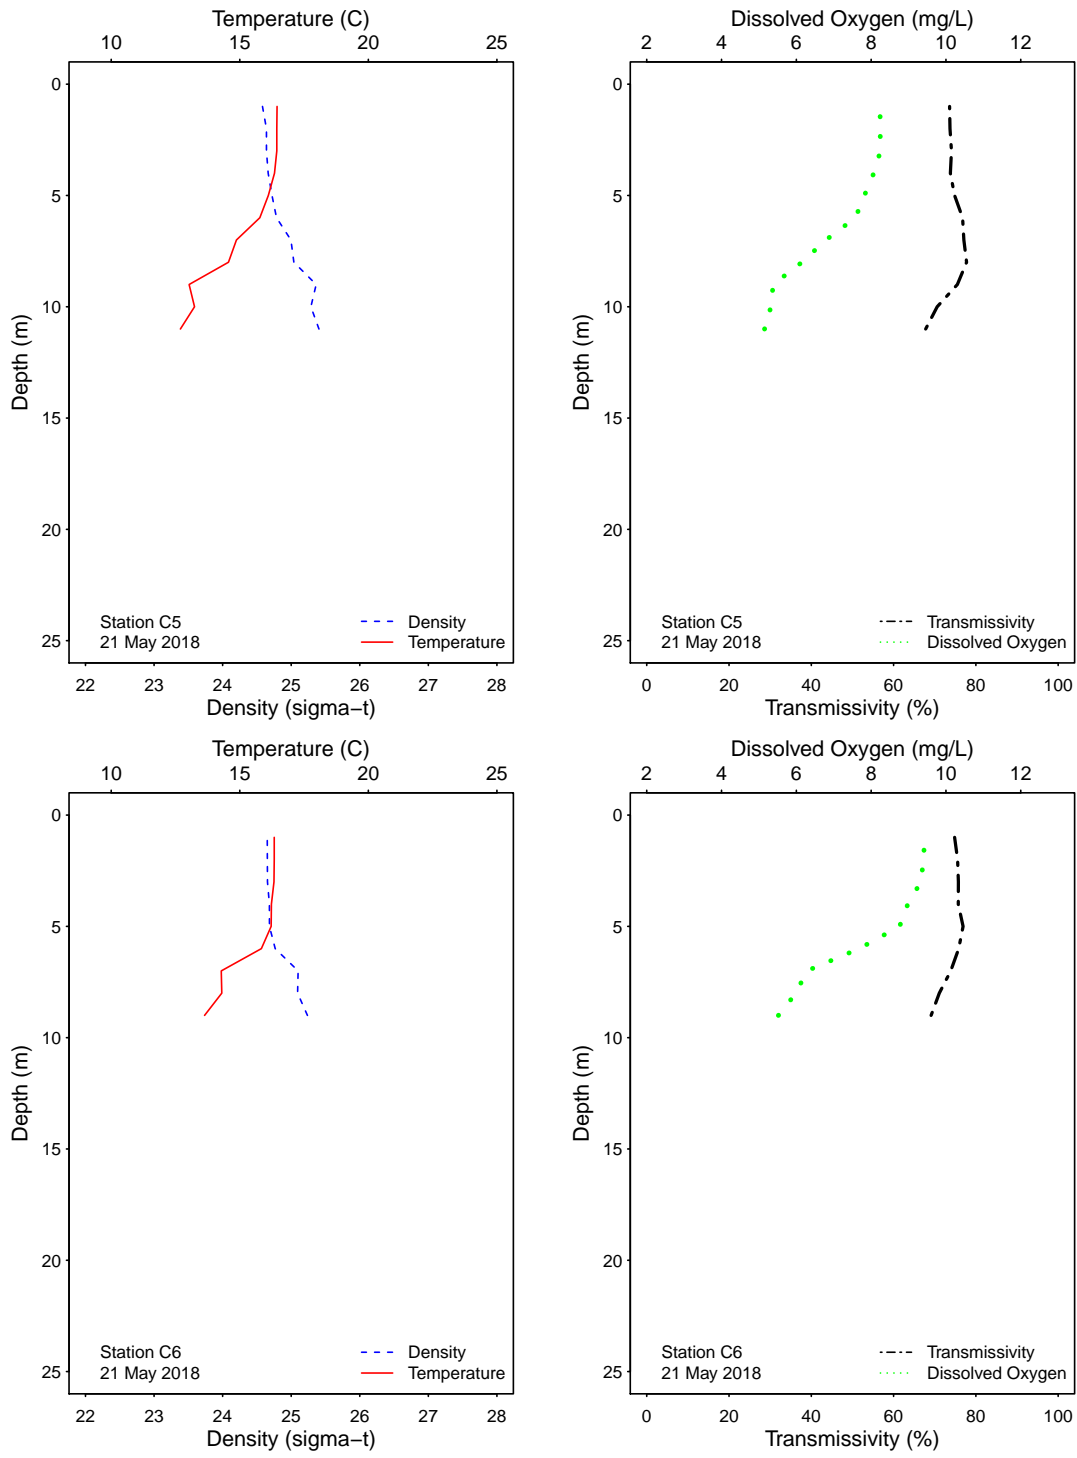 Temperature (C)
10 15 20 25
0
5
10
15
20
25
Depth (m)
Station C5
21 May 2018
Density
Temperature
22 23 24 25 26 27 28
Density (sigma−t)
Dissolved Oxygen (mg/L)
2 4 6 8 10 12
0
5
10
15
20
25
Depth (m)
Station C5
21 May 2018
Transmissivity
Dissolved Oxygen
0 20 40 60 80 100
Transmissivity (%)
Temperature (C)
10 15 20 25
0
5
10
15
20
25
Depth (m)
Station C6
21 May 2018
Density
Temperature
22 23 24 25 26 27 28
Density (sigma−t)
Dissolved Oxygen (mg/L)
2 4 6 8 10 12
0
5
10
15
20
25
Depth (m)
Station C6
21 May 2018
Transmissivity
Dissolved Oxygen
0 20 40 60 80 100
Transmissivity (%)